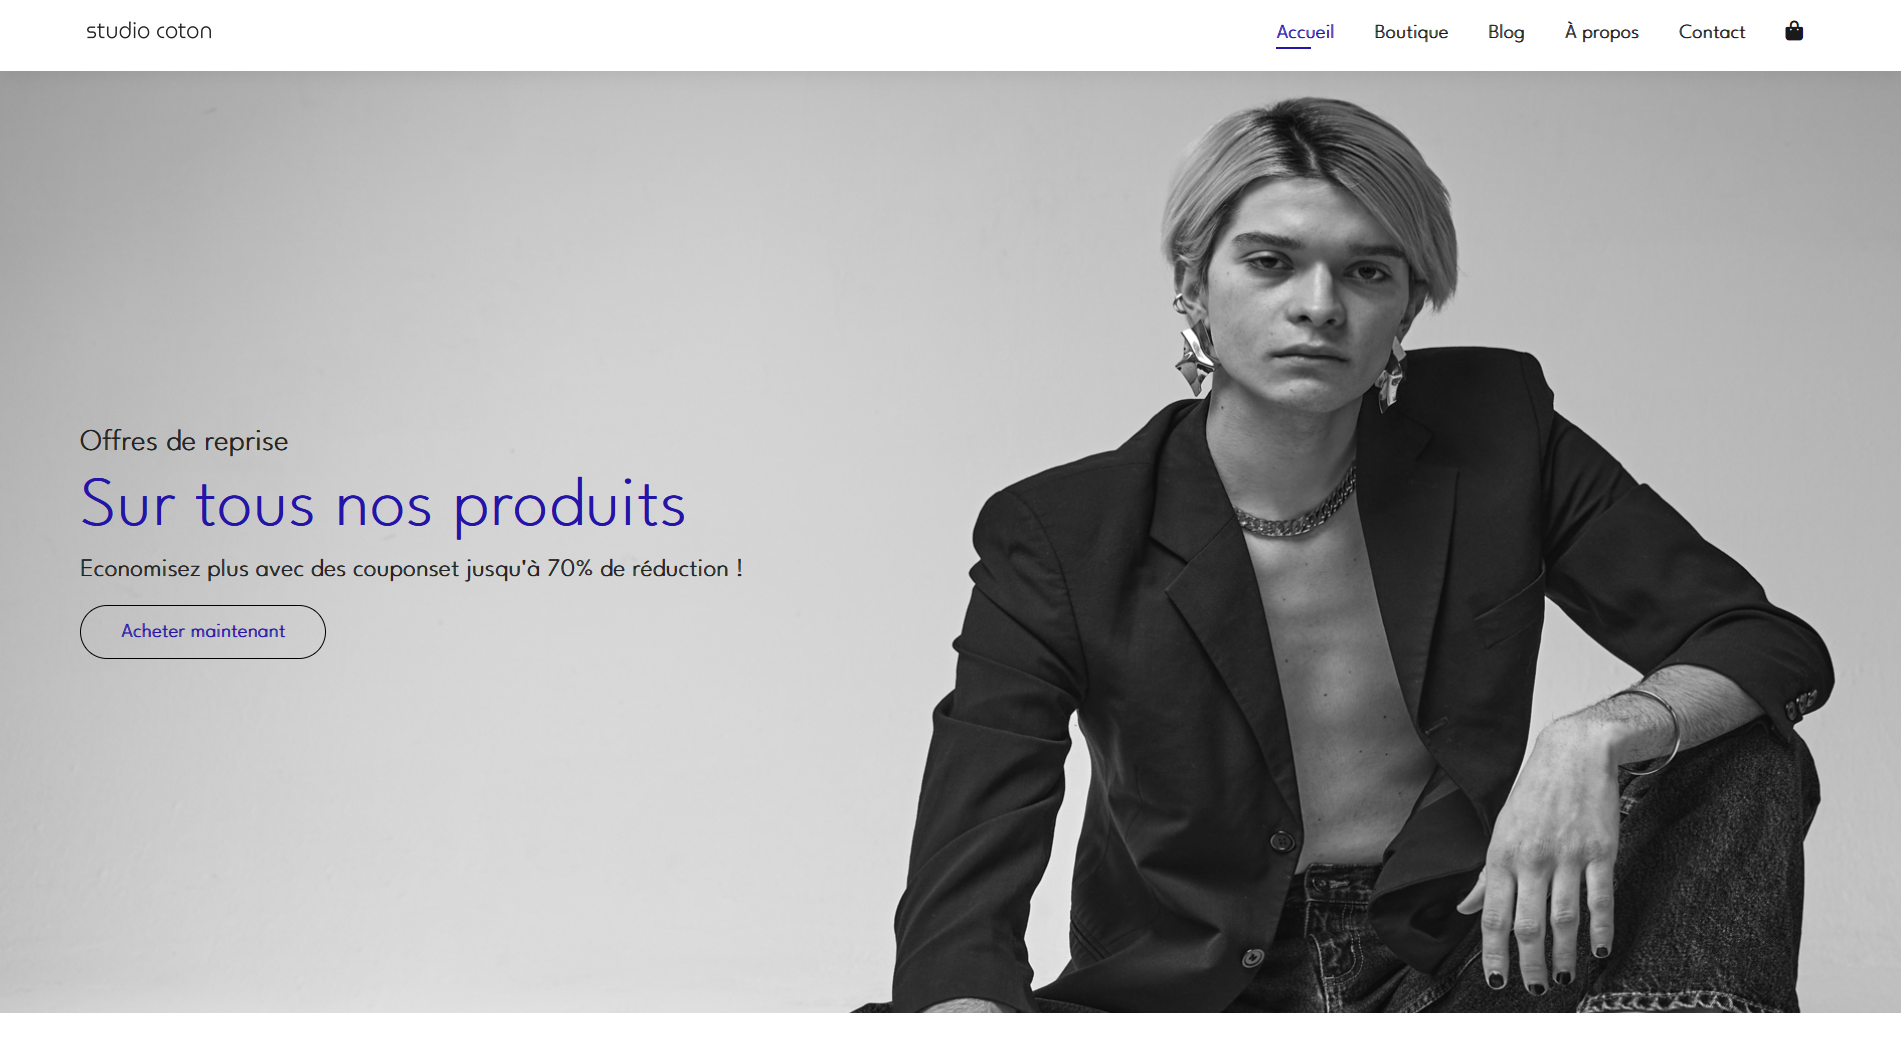 studio coton
Accueil Boutique Blog À propos Contact
Offres de reprise
Sur tous nos produits
Economisez plus avec des couponset jusqu'à 70% de réduction !
Acheter maintenant